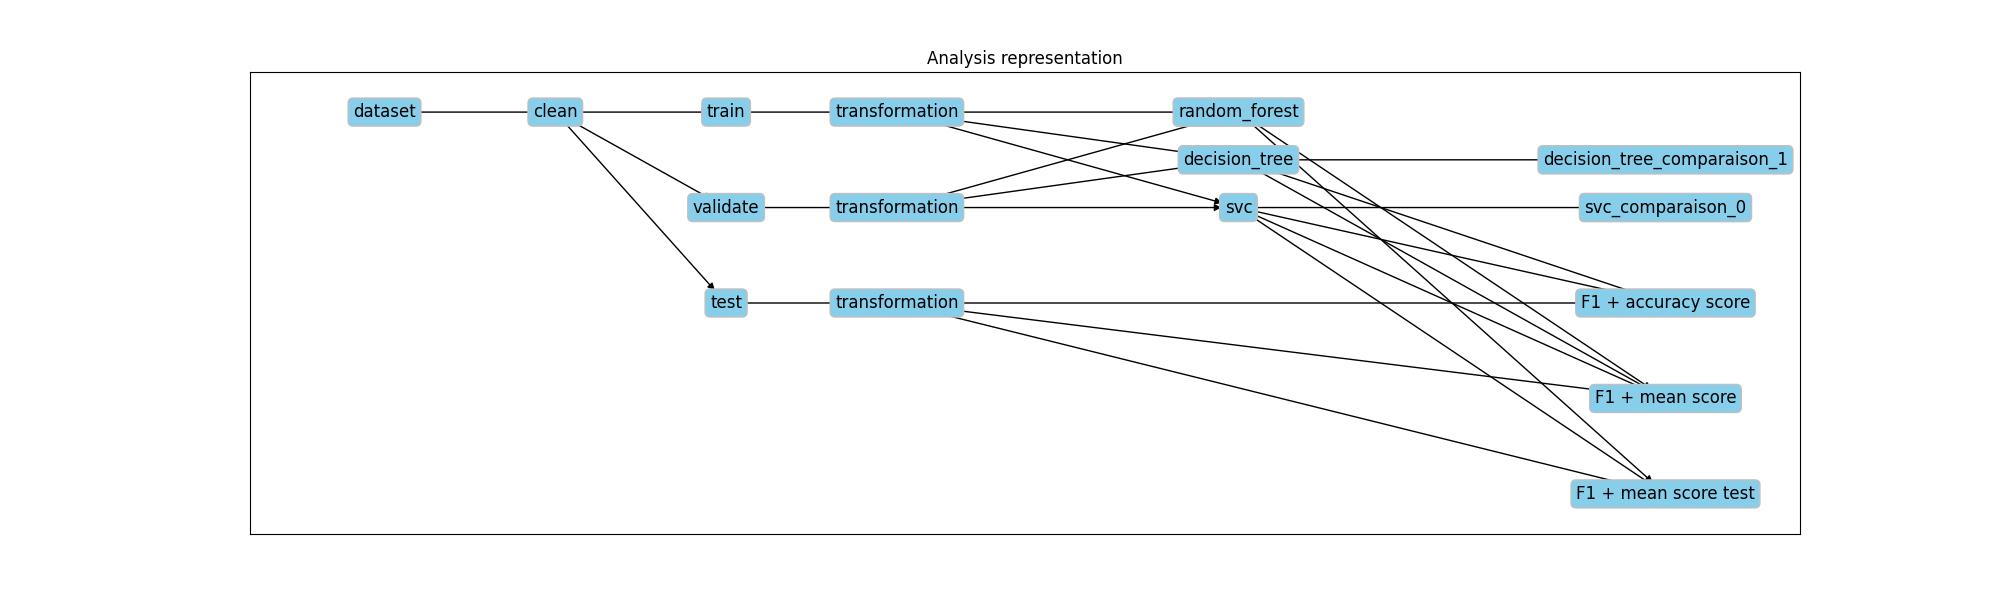 Analysis representation
dataset
clean
train
transformation
random_forest
decision_tree
decision_tree_comparaison_1
validate
transformation
svc
svc_comparaison_0
test
transformation
F1 + accuracy score
F1 + mean score
F1 + mean score test